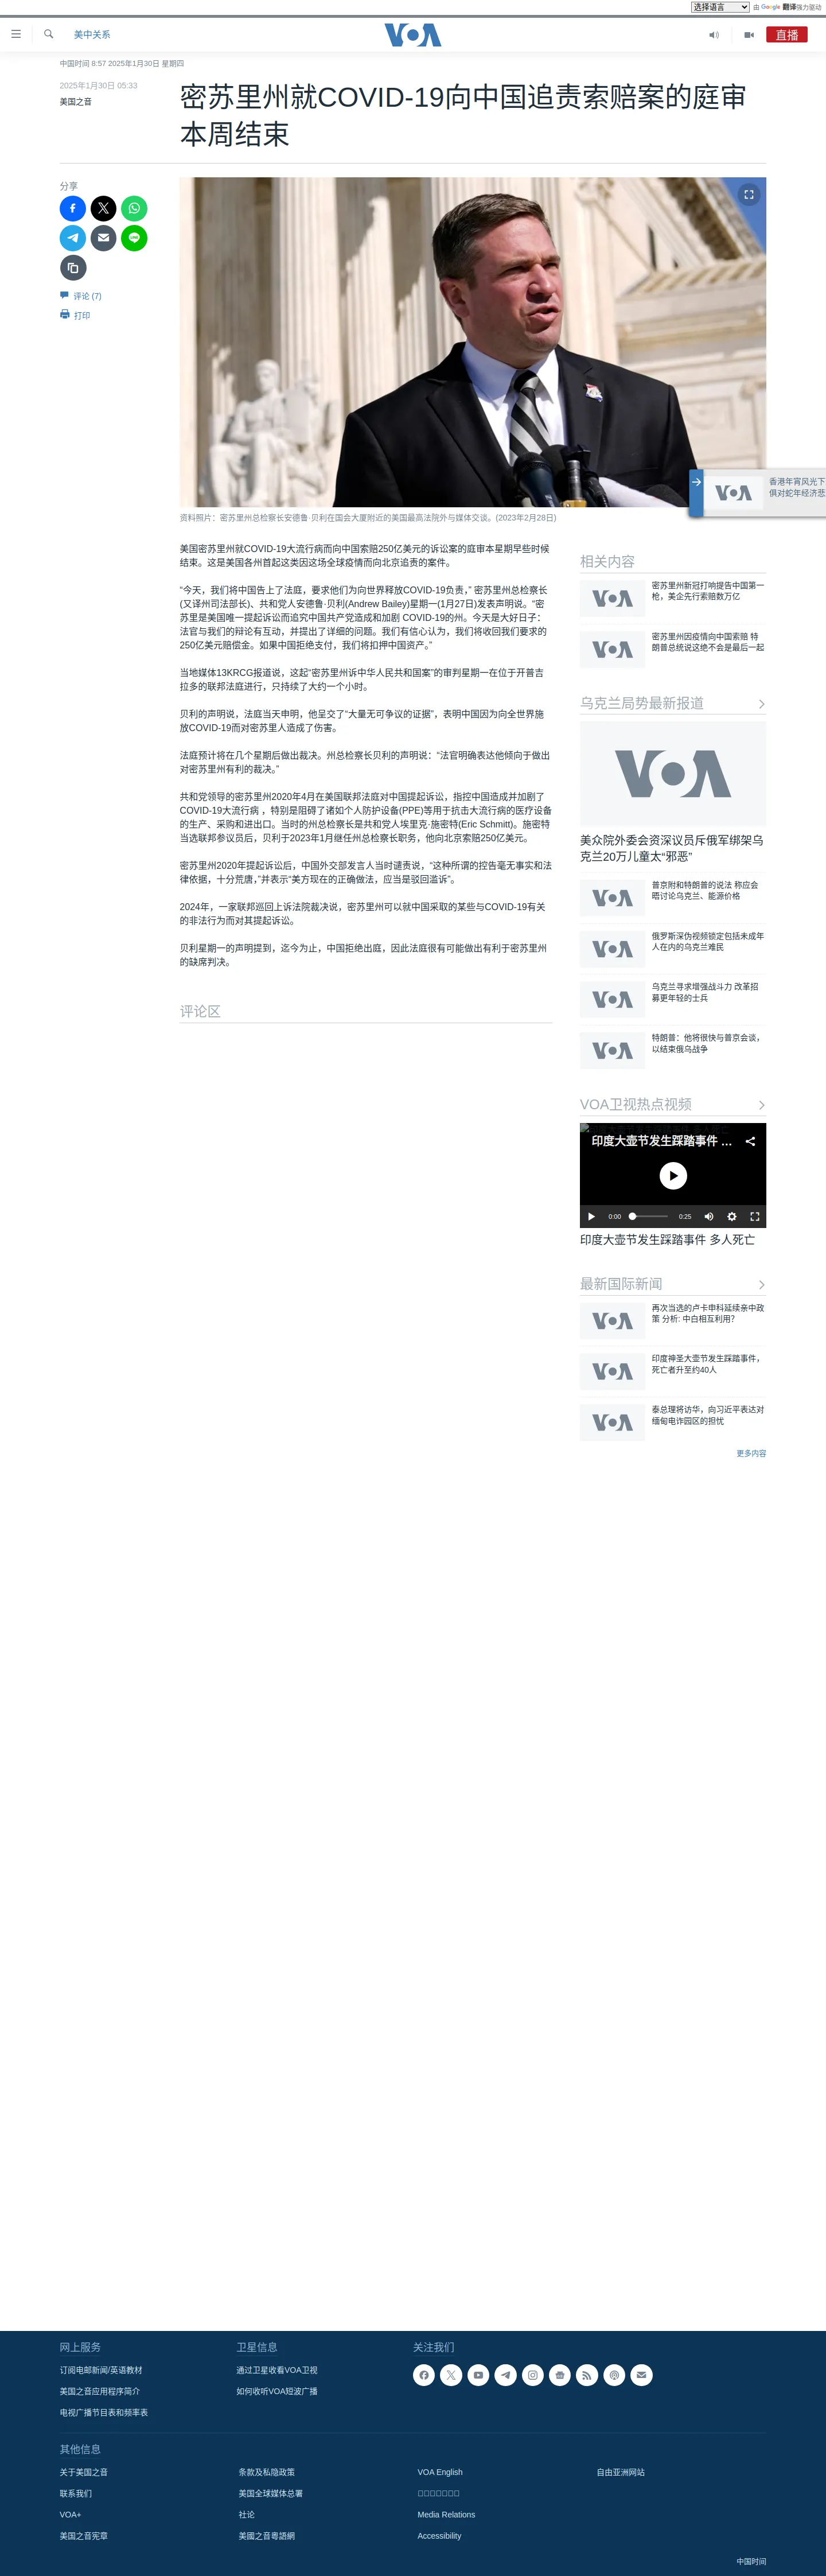 选择语言 由 Google 翻译强力驱动
美中关系
VOA
直播
中国时间 8:57 2025年1月30日 星期四
2025年1月30日 05:33
美国之音
密苏里州就COVID-19向中国追责索赔案的庭审
本周结束
分享
评论 (7)
打印
香港年宵风光下
俱对蛇年经济悲
VOA
资料照片：密苏里州总检察长安德鲁·贝利在国会大厦附近的美国最高法院外与媒体交谈。(2023年2月28日)
美国密苏里州就COVID-19大流行病而向中国索赔250亿美元的诉讼案的庭审本星期早些时候
结束。这是美国各州首起这类因这场全球疫情而向北京追责的案件。
“今天，我们将中国告上了法庭，要求他们为向世界释放COVID-19负责，” 密苏里州总检察长
(又译州司法部长)、共和党人安德鲁·贝利(Andrew Bailey)星期一(1月27日)发表声明说。“密
苏里是美国唯一提起诉讼而追究中国共产党造成和加剧 COVID-19的州。今天是大好日子：
法官与我们的辩论有互动，并提出了详细的问题。我们有信心认为，我们将收回我们要求的
250亿美元赔偿金。如果中国拒绝支付，我们将扣押中国资产。”
当地媒体13KRCG报道说，这起“密苏里州诉中华人民共和国案”的审判星期一在位于开普吉
拉多的联邦法庭进行，只持续了大约一个小时。
贝利的声明说，法庭当天申明，他呈交了“大量无可争议的证据”，表明中国因为向全世界施
放COVID-19而对密苏里人造成了伤害。
法庭预计将在几个星期后做出裁决。州总检察长贝利的声明说：“法官明确表达他倾向于做出
对密苏里州有利的裁决。”
共和党领导的密苏里州2020年4月在美国联邦法庭对中国提起诉讼，指控中国造成并加剧了
COVID-19大流行病 ，特别是阻碍了诸如个人防护设备(PPE)等用于抗击大流行病的医疗设备
的生产、采购和进出口。当时的州总检察长是共和党人埃里克·施密特(Eric Schmitt)。施密特
当选联邦参议员后，贝利于2023年1月继任州总检察长职务，他向北京索赔250亿美元。
密苏里州2020年提起诉讼后，中国外交部发言人当时谴责说，“这种所谓的控告毫无事实和法
律依据，十分荒唐，”并表示“美方现在的正确做法，应当是驳回滥诉”。
2024年，一家联邦巡回上诉法院裁决说，密苏里州可以就中国采取的某些与COVID-19有关
的非法行为而对其提起诉讼。
贝利星期一的声明提到，迄今为止，中国拒绝出庭，因此法庭很有可能做出有利于密苏里州
的缺席判决。
评论区
相关内容
VOA
密苏里州新冠打响提告中国第一
枪，美企先行索赔数万亿
VOA
密苏里州因疫情向中国索赔 特
朗普总统说这绝不会是最后一起
乌克兰局势最新报道
VOA
美众院外委会资深议员斥俄军绑架乌
克兰20万儿童太“邪恶”
VOA
普京附和特朗普的说法 称应会
晤讨论乌克兰、能源价格
VOA
俄罗斯深伪视频锁定包括未成年
人在内的乌克兰难民
VOA
乌克兰寻求增强战斗力 改革招
募更年轻的士兵
VOA
特朗普：他将很快与普京会谈，
以结束俄乌战争
VOA卫视热点视频
印度大壶节发生踩踏事件 ...
0:00
0:25
印度大壶节发生踩踏事件 多人死亡
最新国际新闻
VOA
再次当选的卢卡申科延续亲中政
策 分析: 中白相互利用？
VOA
印度神圣大壶节发生踩踏事件，
死亡者升至约40人
VOA
泰总理将访华，向习近平表达对
缅甸电诈园区的担忧
更多内容
网上服务
订阅电邮新闻/英语教材
美国之音应用程序简介
电视广播节目表和频率表
卫星信息
通过卫星收看VOA卫视
如何收听VOA短波广播
关注我们
其他信息
关于美国之音
联系我们
VOA+
美国之音宪章
条款及私隐政策
美国全球媒体总署
社论
美國之音粵語網
VOA English
Media Relations
Accessibility
自由亚洲网站
中国时间